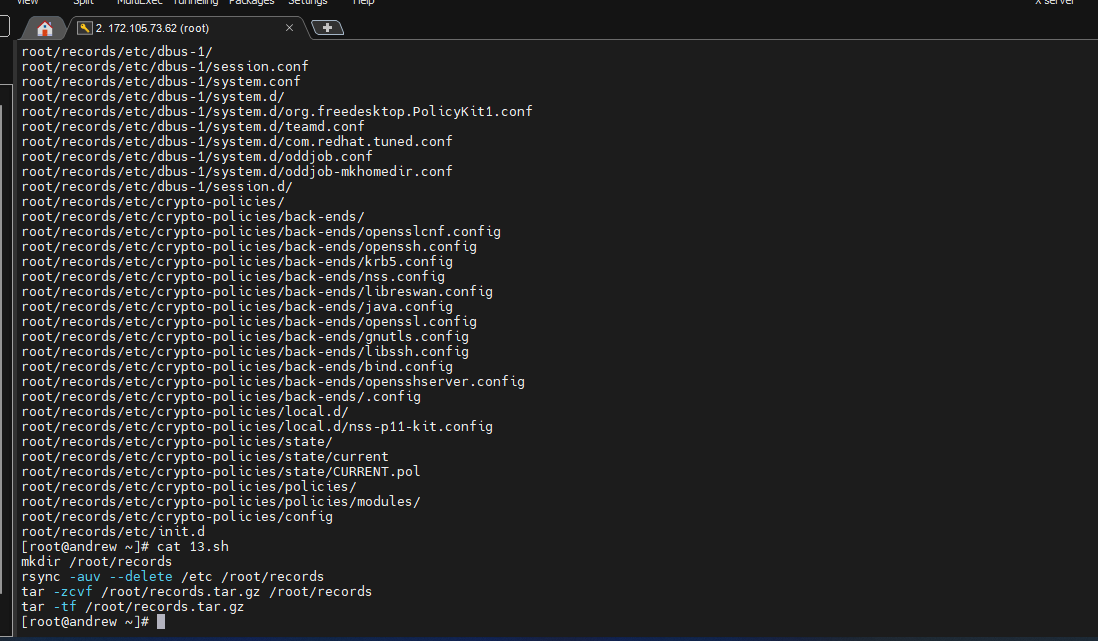 View Split MultiExec Tunneling Packages Settings Help X server
2. 172.105.73.62 (root)
root/records/etc/dbus-1/
root/records/etc/dbus-1/session.conf
root/records/etc/dbus-1/system.conf
root/records/etc/dbus-1/system.d/
root/records/etc/dbus-1/system.d/org.freedesktop.PolicyKit1.conf
root/records/etc/dbus-1/system.d/teamd.conf
root/records/etc/dbus-1/system.d/com.redhat.tuned.conf
root/records/etc/dbus-1/system.d/oddjob.conf
root/records/etc/dbus-1/system.d/oddjob-mkhomedir.conf
root/records/etc/dbus-1/session.d/
root/records/etc/crypto-policies/
root/records/etc/crypto-policies/back-ends/
root/records/etc/crypto-policies/back-ends/opensslcnf.config
root/records/etc/crypto-policies/back-ends/openssh.config
root/records/etc/crypto-policies/back-ends/krb5.config
root/records/etc/crypto-policies/back-ends/nss.config
root/records/etc/crypto-policies/back-ends/libreswan.config
root/records/etc/crypto-policies/back-ends/java.config
root/records/etc/crypto-policies/back-ends/openssl.config
root/records/etc/crypto-policies/back-ends/gnutls.config
root/records/etc/crypto-policies/back-ends/libssh.config
root/records/etc/crypto-policies/back-ends/bind.config
root/records/etc/crypto-policies/back-ends/opensshserver.config
root/records/etc/crypto-policies/back-ends/.config
root/records/etc/crypto-policies/local.d/
root/records/etc/crypto-policies/local.d/nss-p11-kit.config
root/records/etc/crypto-policies/state/
root/records/etc/crypto-policies/state/current
root/records/etc/crypto-policies/state/CURRENT.pol
root/records/etc/crypto-policies/policies/
root/records/etc/crypto-policies/policies/modules/
root/records/etc/crypto-policies/config
root/records/etc/init.d
[root@andrew ~]# cat 13.sh
mkdir /root/records
rsync -auv --delete /etc /root/records
tar -zcvf /root/records.tar.gz /root/records
tar -tf /root/records.tar.gz
[root@andrew ~]#